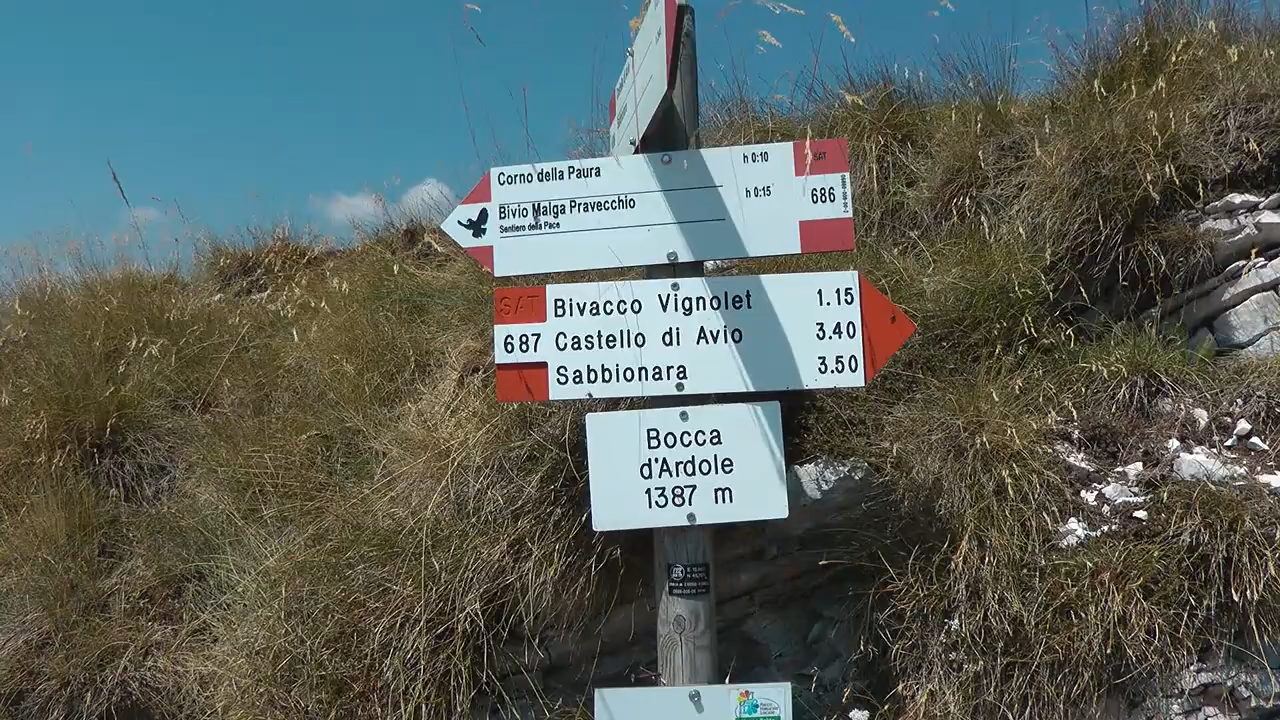 Corno della Paura h 0:10
Bivio Malga Pravecchio h 0:15
Sentiero della Pace
SAT
686
SAT Bivacco Vignolet 1.15
687 Castello di Avio 3.40
Sabbionara 3.50
Bocca
d'Ardole
1387 m